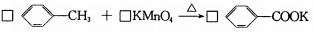 □ —CH₃ + □KMnO₄ —△→ □ —COOK